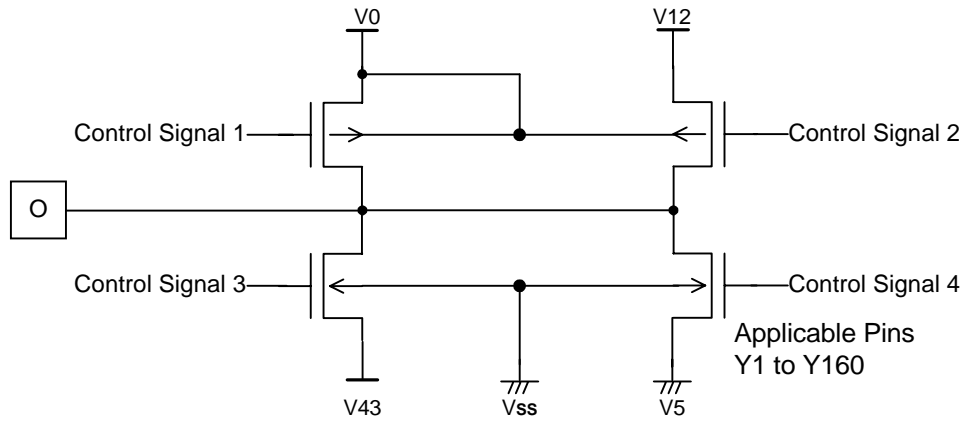 V0
V12
Control Signal 1
Control Signal 2
O
Control Signal 3
Control Signal 4
Applicable Pins
Y1 to Y160
V43
Vss
V5